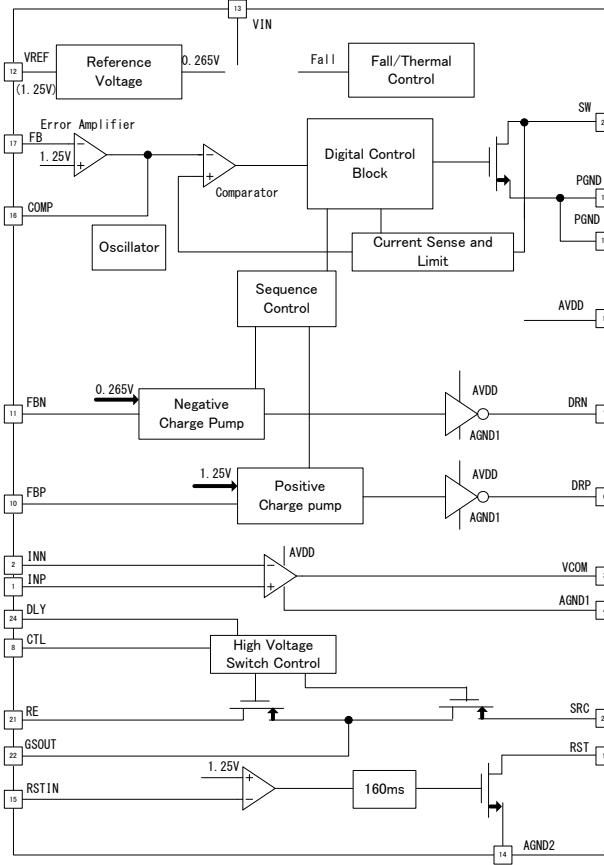 13
VIN
VREF
12
(1.25V)
Reference
Voltage
0.265V
Fall
Fall/Thermal
Control
Error Amplifier
17
FB
1.25V
−
+
−
+
Comparator
Digital Control
Block
SW
PGND
PGND
16
COMP
Oscillator
Current Sense and
Limit
Sequence
Control
AVDD
0.265V
11
FBN
Negative
Charge Pump
AVDD
AGND1
DRN
1.25V
10
FBP
Positive
Charge pump
AVDD
AGND1
DRP
2
INN
1
INP
−
+
AVDD
VCOM
AGND1
24
DLY
8
CTL
High Voltage
Switch Control
21
RE
SRC
22
GSOUT
1.25V
15
RSTIN
+
−
160ms
RST
14
AGND2